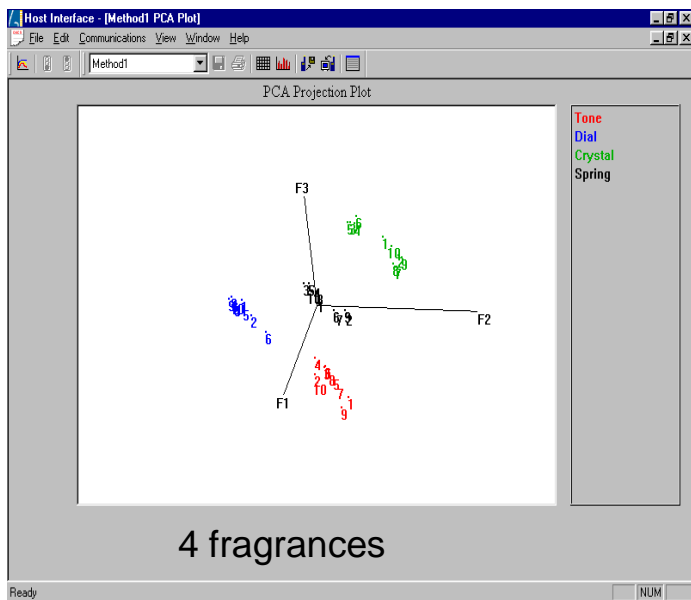 Host Interface - [Method1 PCA Plot]
File Edit Communications View Window Help
Method1
PCA Projection Plot
Tone
Dial
Crystal
Spring
F3
F2
F1
4 fragrances
Ready
NUM